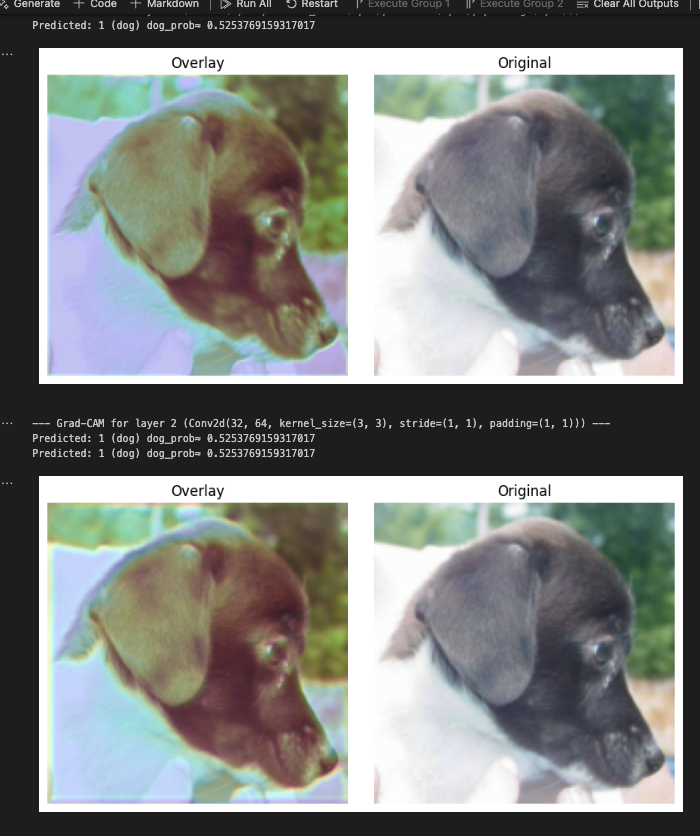 Generate + Code + Markdown Run All Restart Execute Group 1 Execute Group 2 Clear All Outputs
Predicted: 1 (dog) dog_prob≈ 0.5253769159317017
...
Overlay Original
... --- Grad-CAM for layer 2 (Conv2d(32, 64, kernel_size=(3, 3), stride=(1, 1), padding=(1, 1))) ---
Predicted: 1 (dog) dog_prob≈ 0.5253769159317017
Predicted: 1 (dog) dog_prob≈ 0.5253769159317017
...
Overlay Original